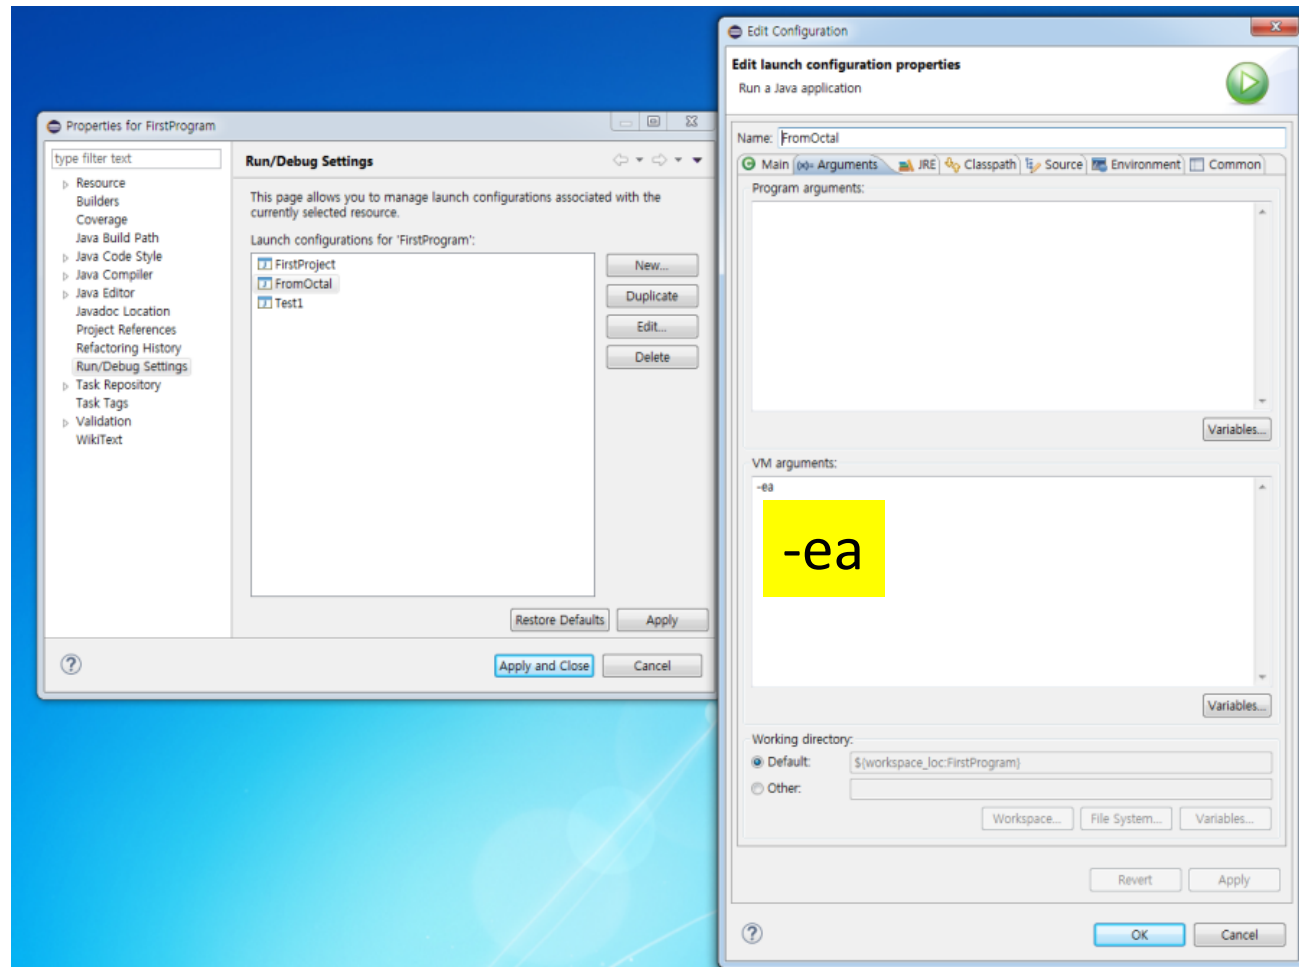 Properties for FirstProgram
type filter text
Resource
Builders
Coverage
Java Build Path
Java Code Style
Java Compiler
Java Editor
Javadoc Location
Project References
Refactoring History
Run/Debug Settings
Task Repository
Task Tags
Validation
WikiText
Run/Debug Settings
This page allows you to manage launch configurations associated with the
currently selected resource.
Launch configurations for 'FirstProgram':
FirstProject
FromOctal
Test1
New...
Duplicate
Edit...
Delete
Restore Defaults
Apply
Apply and Close
Cancel
Edit Configuration
Edit launch configuration properties
Run a Java application
Name: FromOctal
Main (x)= Arguments JRE Classpath Source Environment Common
Program arguments:
Variables...
VM arguments:
-ea
-ea
Variables...
Working directory:
Default: ${workspace_loc:FirstProgram}
Other:
Workspace... File System... Variables...
Revert Apply
OK Cancel